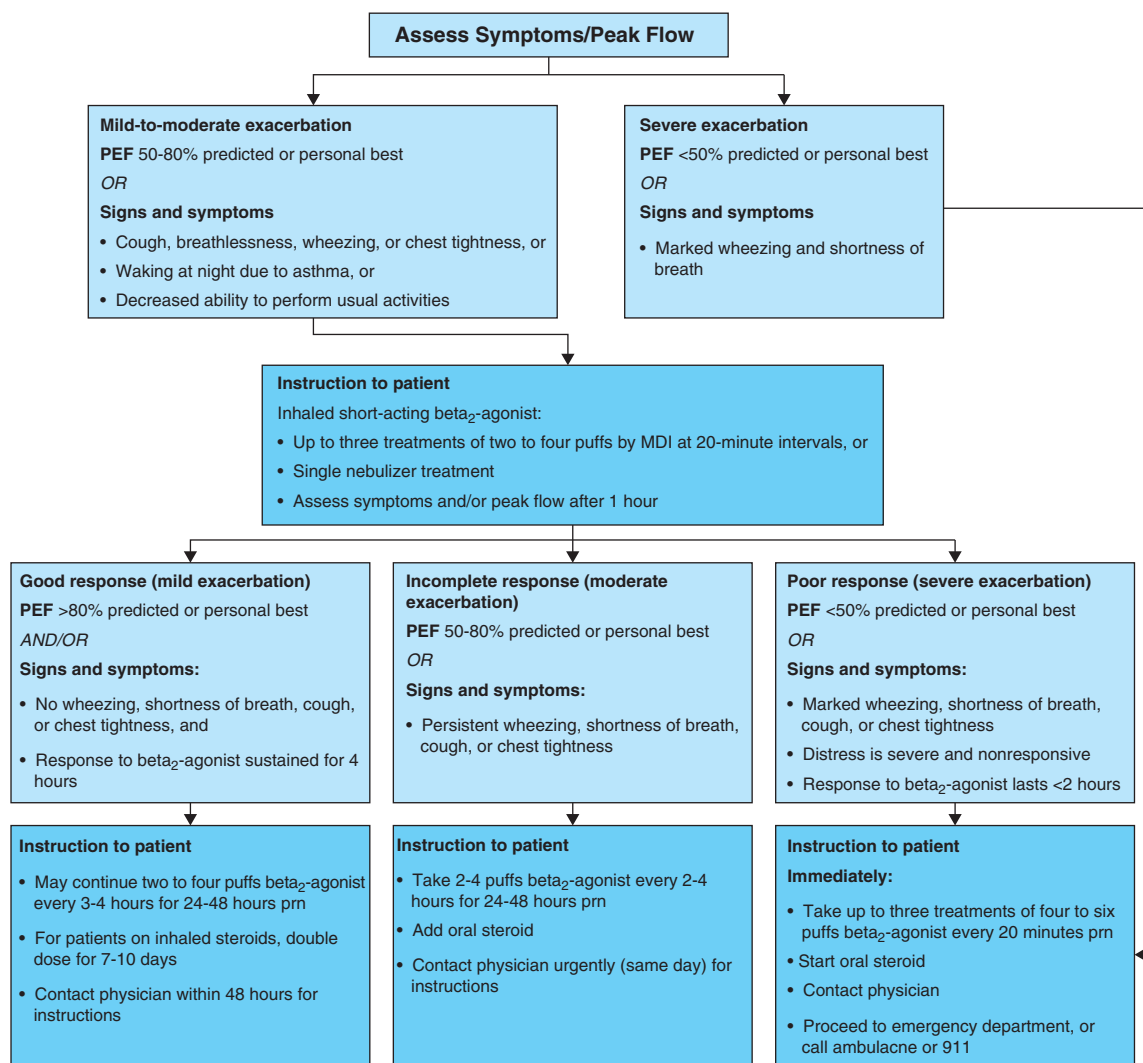 Assess Symptoms/Peak Flow
Mild-to-moderate exacerbation
PEF 50-80% predicted or personal best
OR
Signs and symptoms
• Cough, breathlessness, wheezing, or chest tightness, or
• Waking at night due to asthma, or
• Decreased ability to perform usual activities
Severe exacerbation
PEF <50% predicted or personal best
OR
Signs and symptoms
• Marked wheezing and shortness of
breath
Instruction to patient
Inhaled short-acting beta₂-agonist:
• Up to three treatments of two to four puffs by MDI at 20-minute intervals, or
• Single nebulizer treatment
• Assess symptoms and/or peak flow after 1 hour
Good response (mild exacerbation)
PEF >80% predicted or personal best
AND/OR
Signs and symptoms:
• No wheezing, shortness of breath, cough,
or chest tightness, and
• Response to beta₂-agonist sustained for 4
hours
Incomplete response (moderate
exacerbation)
PEF 50-80% predicted or personal best
OR
Signs and symptoms:
• Persistent wheezing, shortness of breath,
cough, or chest tightness
Poor response (severe exacerbation)
PEF <50% predicted or personal best
OR
Signs and symptoms:
• Marked wheezing, shortness of breath,
cough, or chest tightness
• Distress is severe and nonresponsive
• Response to beta₂-agonist lasts <2 hours
Instruction to patient
• May continue two to four puffs beta₂-agonist
every 3-4 hours for 24-48 hours prn
• For patients on inhaled steroids, double
dose for 7-10 days
• Contact physician within 48 hours for
instructions
Instruction to patient
• Take 2-4 puffs beta₂-agonist every 2-4
hours for 24-48 hours prn
• Add oral steroid
• Contact physician urgently (same day) for
instructions
Instruction to patient
Immediately:
• Take up to three treatments of four to six
puffs beta₂-agonist every 20 minutes prn
• Start oral steroid
• Contact physician
• Proceed to emergency department, or
call ambulacne or 911